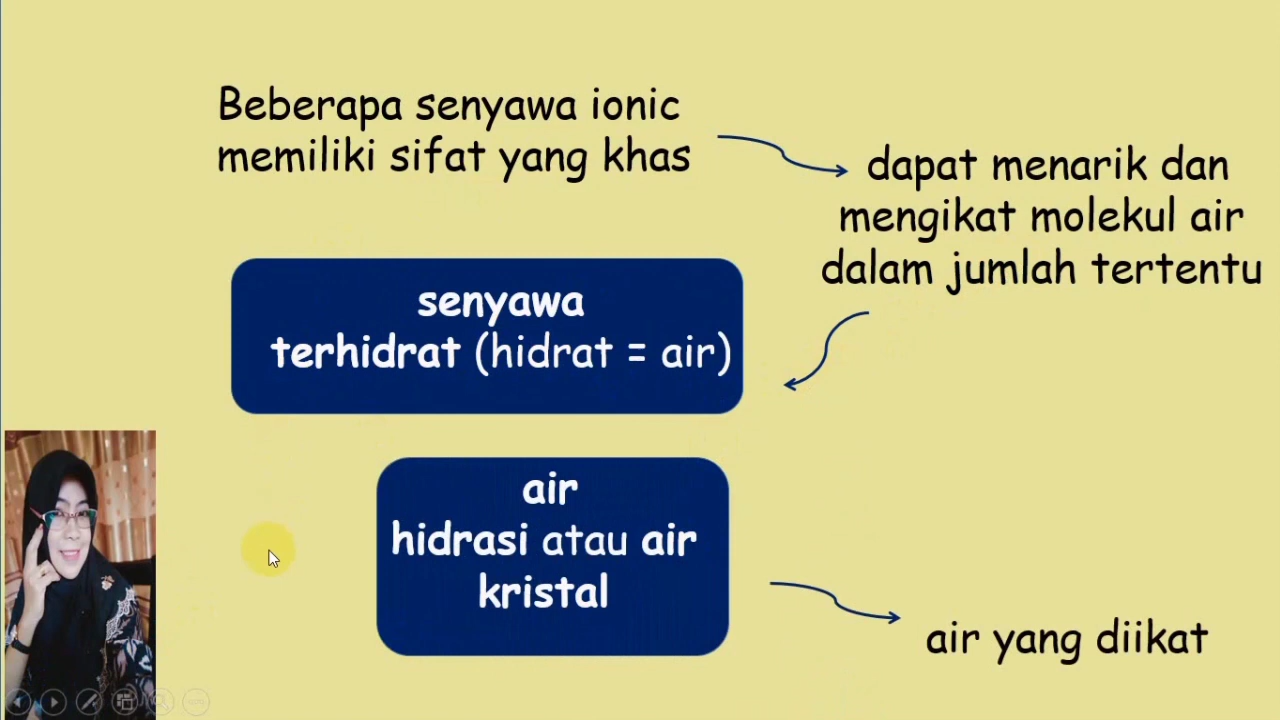 Beberapa senyawa ionic
memiliki sifat yang khas
dapat menarik dan
mengikat molekul air
dalam jumlah tertentu
senyawa
terhidrat (hidrat = air)
air
hidrasi atau air
kristal
air yang diikat